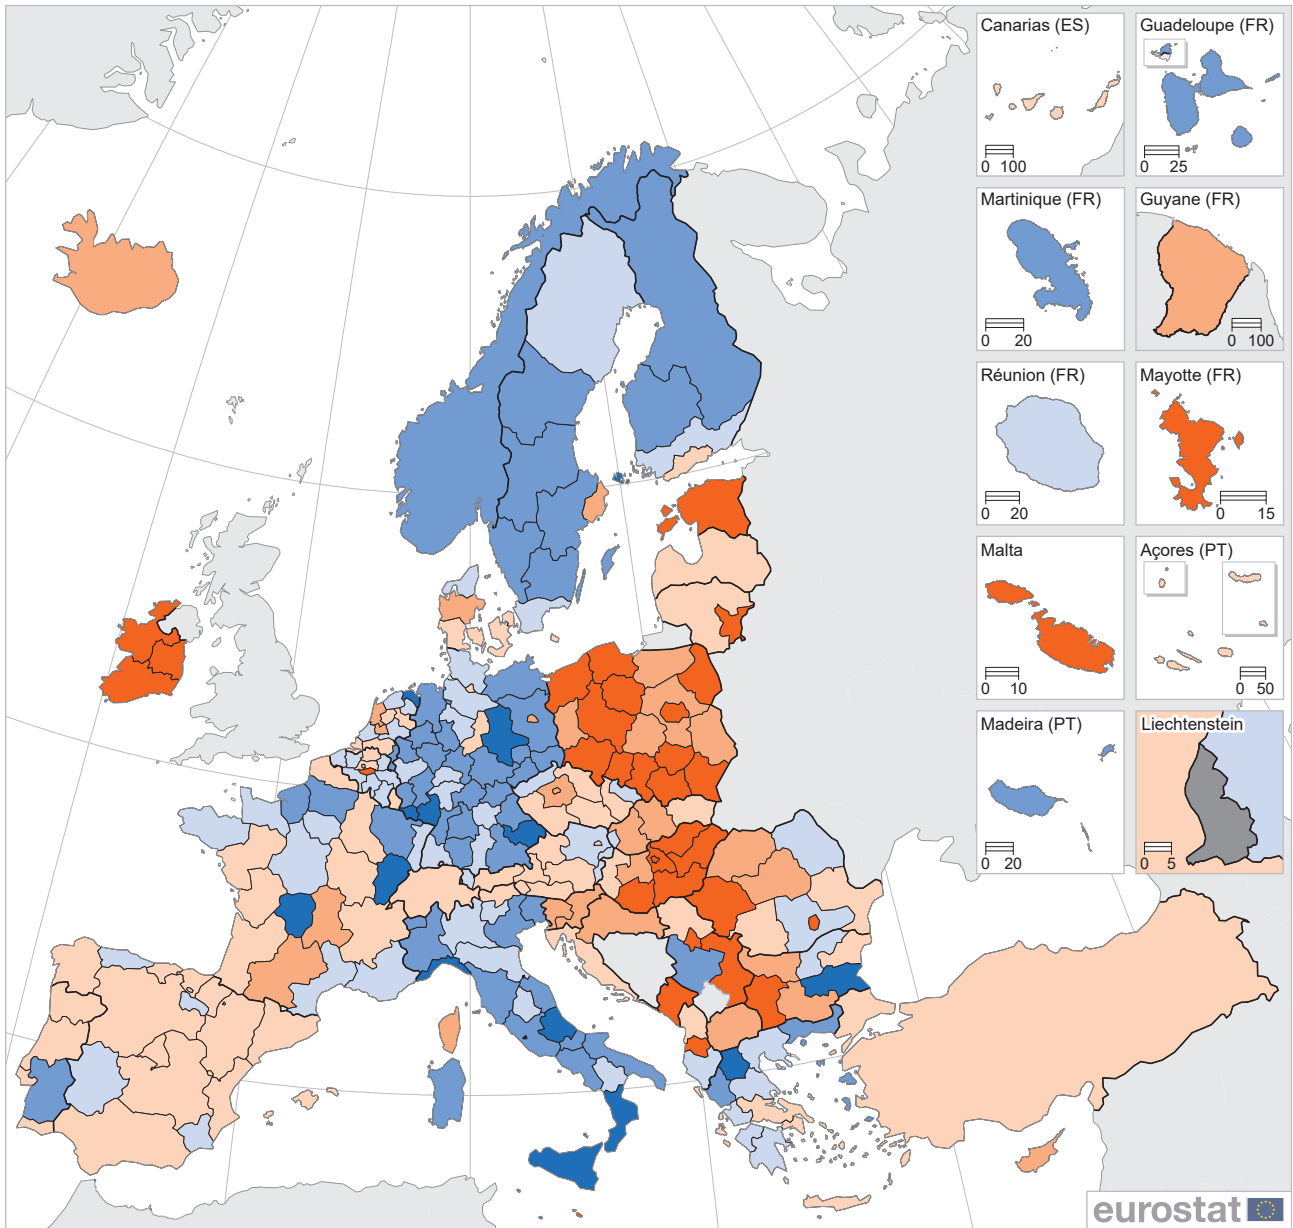 Canarias (ES)
0 100
Guadeloupe (FR)
0 25
Martinique (FR)
0 20
Guyane (FR)
0 100
Réunion (FR)
0 20
Mayotte (FR)
0 15
Malta
0 10
Açores (PT)
0 50
Madeira (PT)
0 20
Liechtenstein
0 5
eurostat